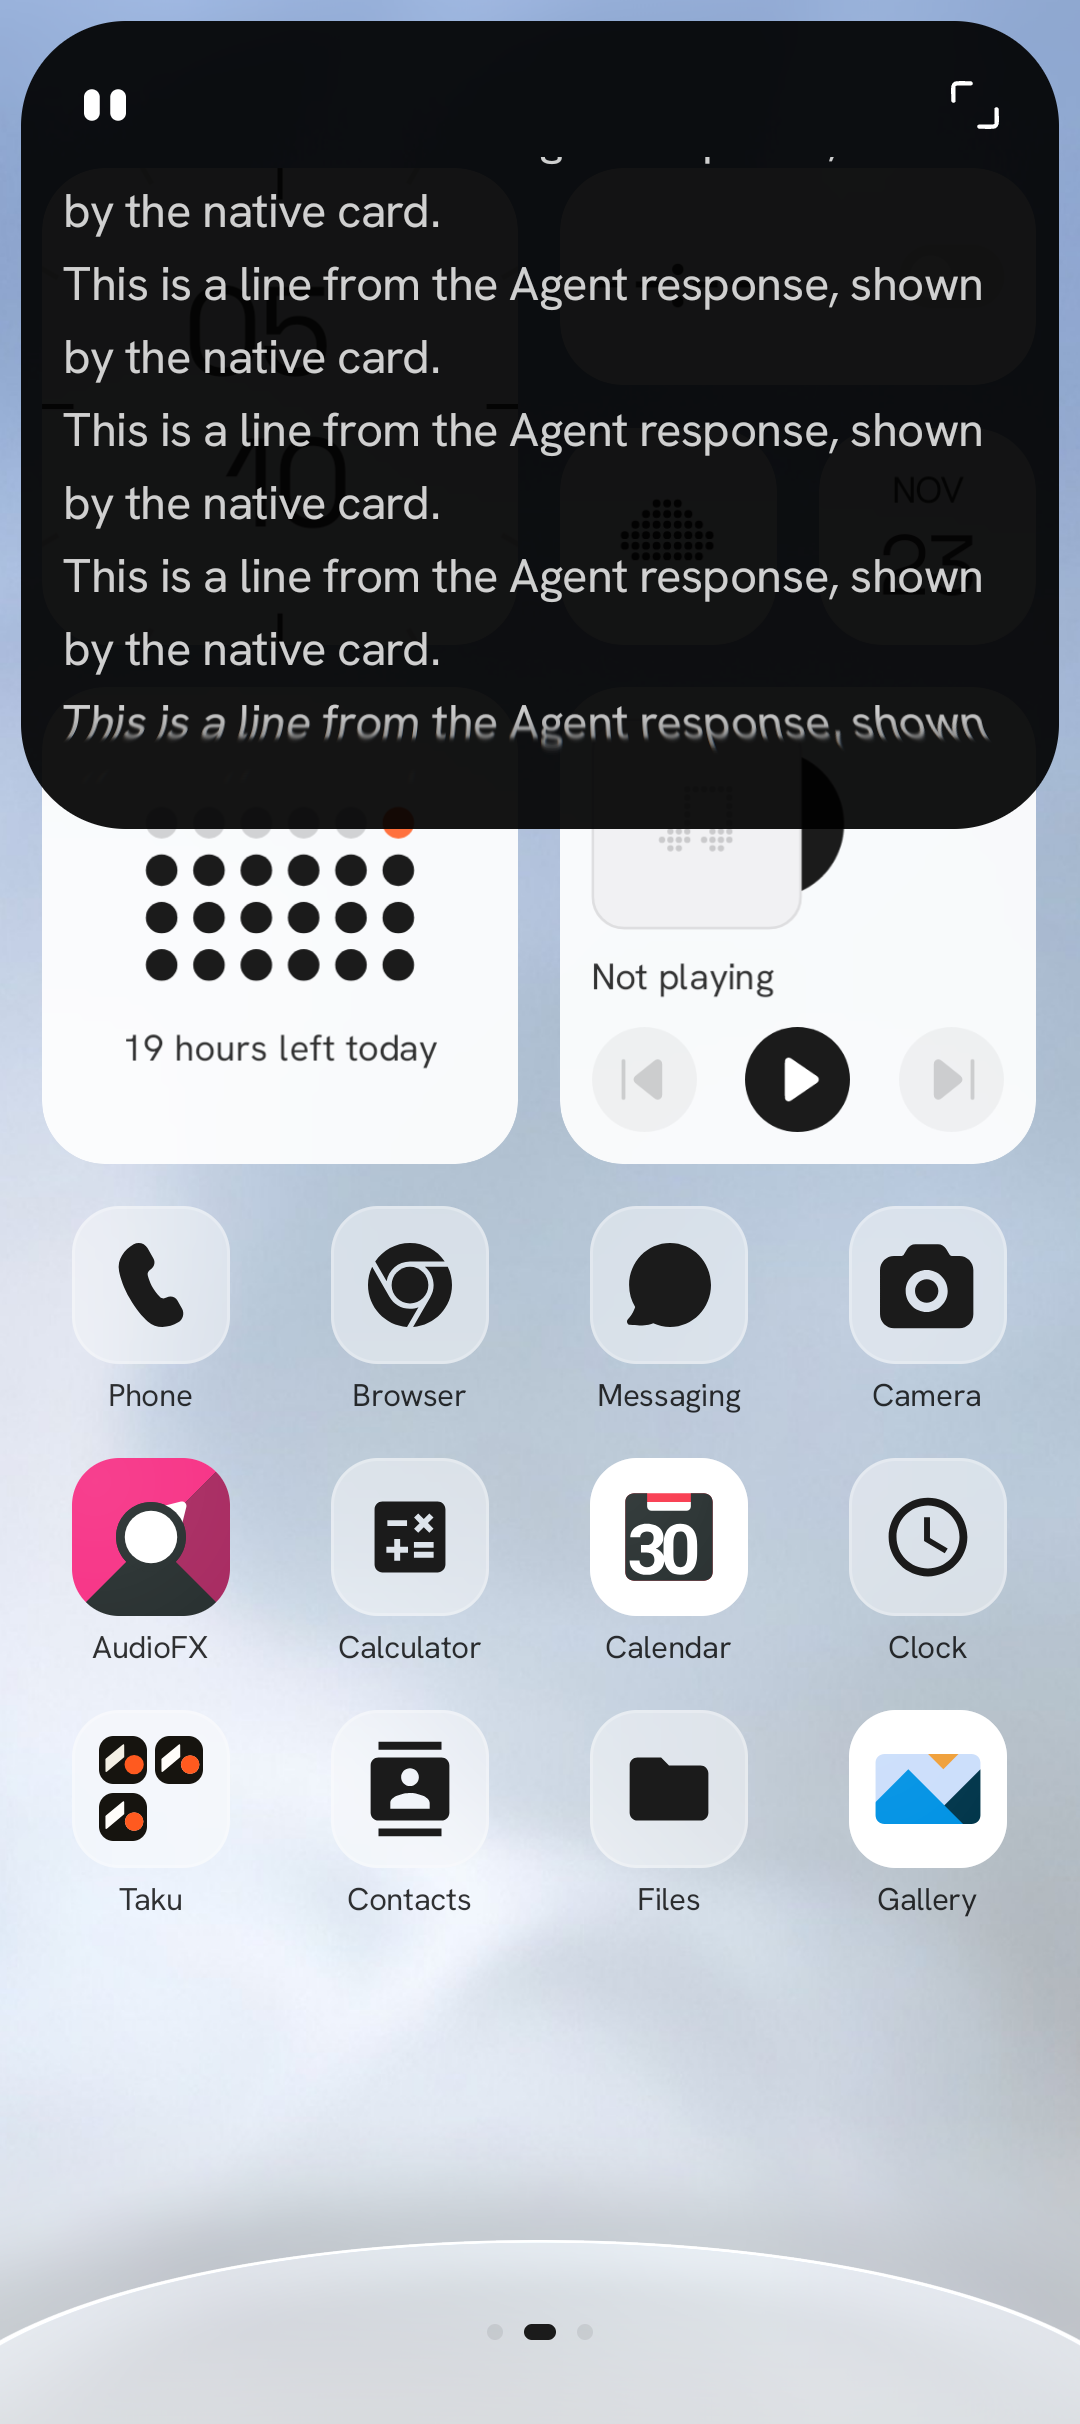 by the native card.
This is a line from the Agent response, shown
by the native card.
This is a line from the Agent response, shown
by the native card.
This is a line from the Agent response, shown
by the native card.
This is a line from the Agent response, shown
05
10
NOV
23
19 hours left today
Not playing
Phone
Browser
Messaging
Camera
30
AudioFX
Calculator
Calendar
Clock
Taku
Contacts
Files
Gallery